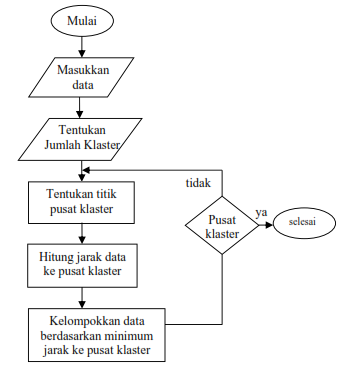 Mulai
Masukkan
data
Tentukan
Jumlah Klaster
Tentukan titik
pusat klaster
Hitung jarak data
ke pusat klaster
Kelompokkan data
berdasarkan minimum
jarak ke pusat klaster
tidak
Pusat
klaster
ya
selesai